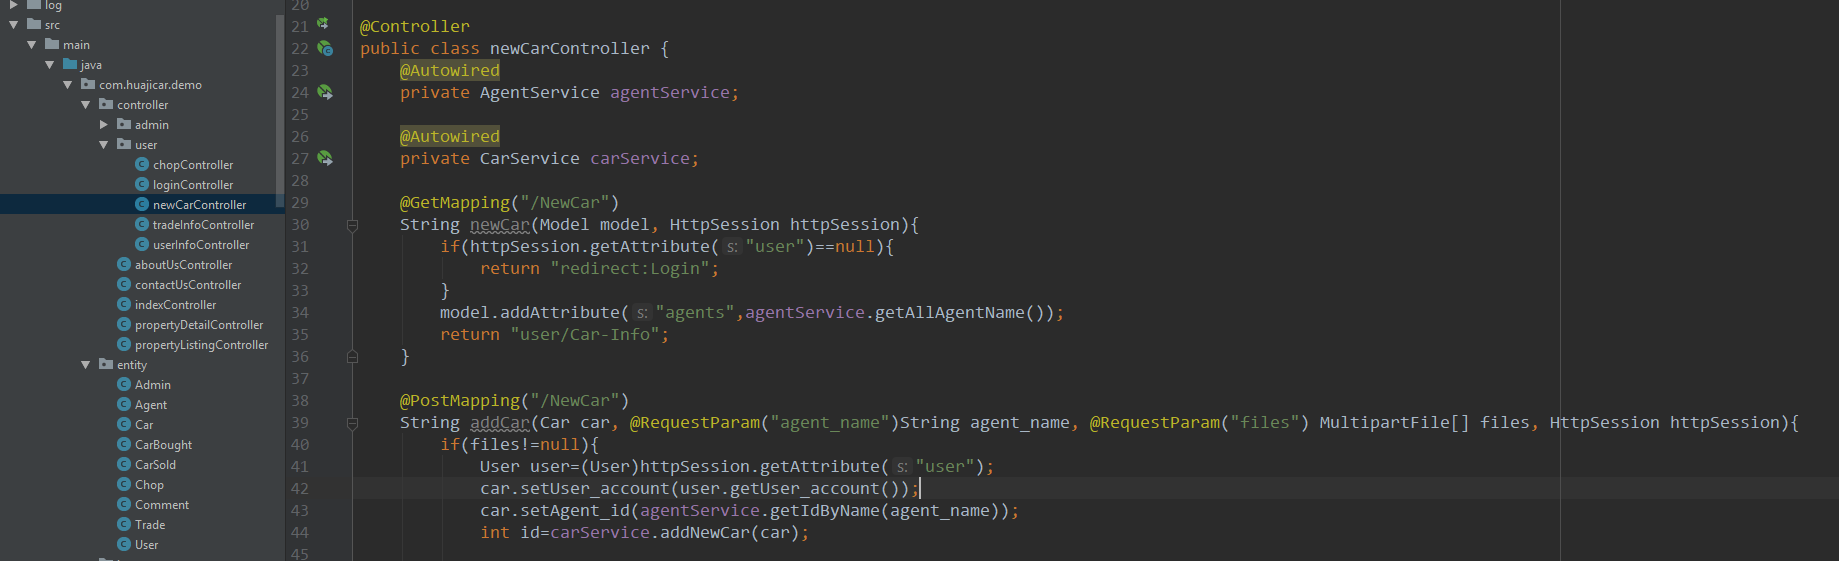 log
src
main
java
com.huajicar.demo
controller
admin
user
chopController
loginController
newCarController
tradeInfoController
userInfoController
aboutUsController
contactUsController
indexController
propertyDetailController
propertyListingController
entity
Admin
Agent
Car
CarBought
CarSold
Chop
Comment
Trade
User
20
21 @Controller
22 public class newCarController {
23 @Autowired
24 private AgentService agentService;
25
26 @Autowired
27 private CarService carService;
28
29 @GetMapping("/NewCar")
30 String newCar(Model model, HttpSession httpSession){
31 if(httpSession.getAttribute( s: "user")==null){
32 return "redirect:Login";
33 }
34 model.addAttribute( s: "agents",agentService.getAllAgentName());
35 return "user/Car-Info";
36 }
37
38 @PostMapping("/NewCar")
39 String addCar(Car car, @RequestParam("agent_name")String agent_name, @RequestParam("files") MultipartFile[] files, HttpSession httpSession){
40 if(files!=null){
41 User user=(User)httpSession.getAttribute( s: "user");
42 car.setUser_account(user.getUser_account());
43 car.setAgent_id(agentService.getIdByName(agent_name));
44 int id=carService.addNewCar(car);
45